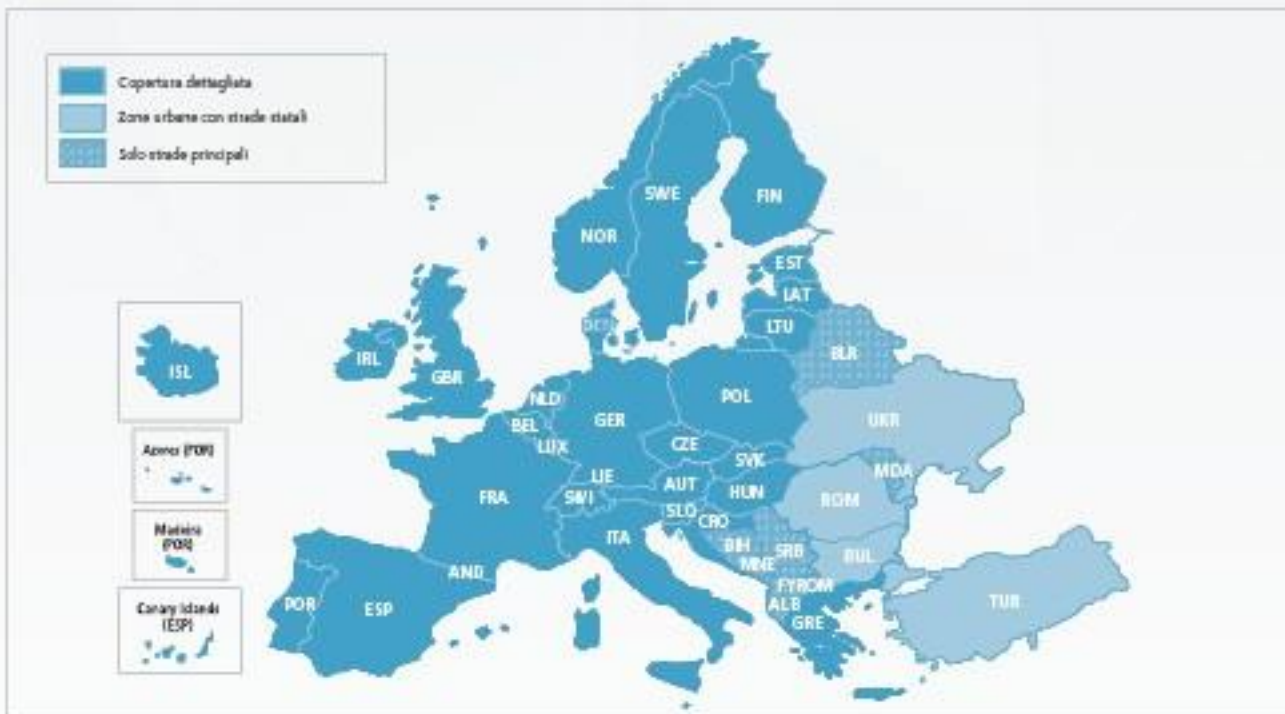 Copertura dettagliata
Zone urbane con strade statali
Solo strade principali
SWE
FIN
NOR
EST
LAT
LTU
BLR
ISL
IRL
GBR
NLD
BEL
LUX
GER
POL
UKR
CZE
SVK
MDA
Azores (POR)
LIE
AUT
HUN
ROM
FRA
SWI
SLO
CRO
ITA
BIH
SRB
BUL
MNE
Madeira
(POR)
AND
FYROM
ALB
GRE
TUR
POR
ESP
Canary Islands
(ESP)